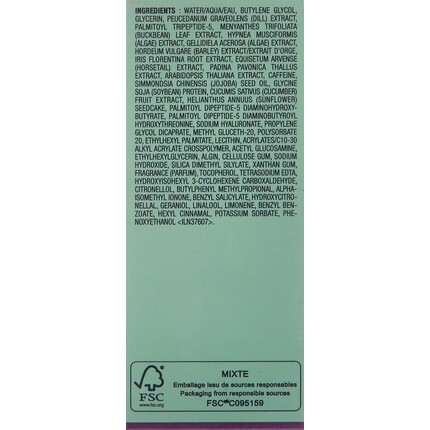 INGREDIENTS : WATER/AQUA/EAU, BUTYLENE GLYCOL,
GLYCERIN, PEUCEDANUM GRAVEOLENS (DILL) EXTRACT,
PALMITOYL TRIPEPTIDE-5, MENYANTHES TRIFOLIATA
(BUCKBEAN) LEAF EXTRACT, HYPNEA MUSCIFORMIS
(ALGAE) EXTRACT, GELLIDIELA ACEROSA (ALGAE) EXTRACT,
HORDEUM VULGARE (BARLEY) EXTRACT/EXTRAIT D'ORGE,
IRIS FLORENTINA ROOT EXTRACT, EQUISETUM ARVENSE
(HORSETAIL) EXTRACT, PADINA PAVONICA THALLUS
EXTRACT, ARABIDOPSIS THALIANA EXTRACT, CAFFEINE,
SIMMONDSIA CHINENSIS (JOJOBA) SEED OIL, GLYCINE
SOJA (SOYBEAN) PROTEIN, CUCUMIS SATIVUS (CUCUMBER)
FRUIT EXTRACT, HELIANTHUS ANNUUS (SUNFLOWER)
SEEDCAKE, PALMITOYL DIPEPTIDE-5 DIAMINOHYDROXY-
BUTYRATE, PALMITOYL DIPEPTIDE-5 DIAMINOBUTYROYL
HYDROXYTHREONINE, SODIUM HYALURONATE, PROPYLENE
GLYCOL DICAPRATE, METHYL GLUCETH-20, POLYSORBATE
20, ETHYLHEXYL PALMITATE, LECITHIN, ACRYLATES/C10-30
ALKYL ACRYLATE CROSSPOLYMER, ACETYL GLUCOSAMINE,
ETHYLHEXYLGLYCERIN, ALGIN, CELLULOSE GUM, SODIUM
HYDROXIDE, SILICA DIMETHYL SILYLATE, XANTHAN GUM,
FRAGRANCE (PARFUM), TOCOPHEROL, TETRASODIUM EDTA,
HYDROXYISOHEXYL 3-CYCLOHEXENE CARBOXALDEHYDE,
CITRONELLOL, BUTYLPHENYL METHYLPROPIONAL, ALPHA-
ISOMETHYL IONONE, BENZYL SALICYLATE, HYDROXYCITRO-
NELLAL, GERANIOL, LINALOOL, LIMONENE, BENZYL BEN-
ZOATE, HEXYL CINNAMAL, POTASSIUM SORBATE, PHE-
NOXYETHANOL <ILN37607>.
FSC
www.fsc.org
MIXTE
Emballage issu de sources responsables
Packaging from responsible sources
FSC® C095159